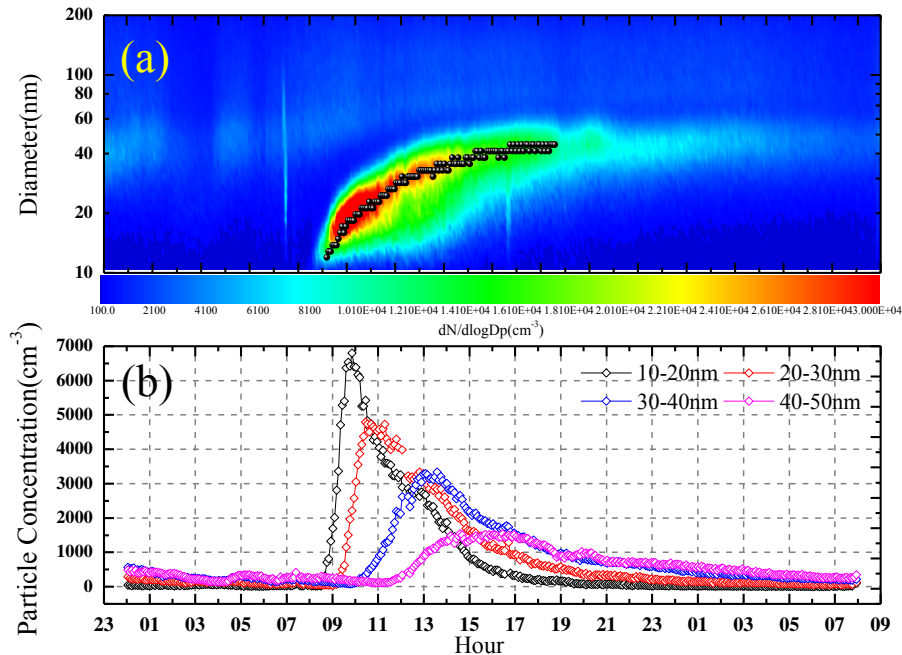 (a)
Diameter(nm)
200
100
80
60
40
20
10
100.0 2100 4100 6100 8100 1.010E+04 1.210E+04 1.410E+04 1.610E+04 1.810E+04 2.100E+04 2.210E+04 2.610E+04 2.810E+04 3.000E+04
dN/dlogDp(cm-3)
(b)
Particle Concentration(cm-3)
7000
6000
5000
4000
3000
2000
1000
0
10-20nm 20-30nm
30-40nm 40-50nm
23 01 03 05 07 09 11 13 15 17 19 21 23 01 03 05 07 09
Hour